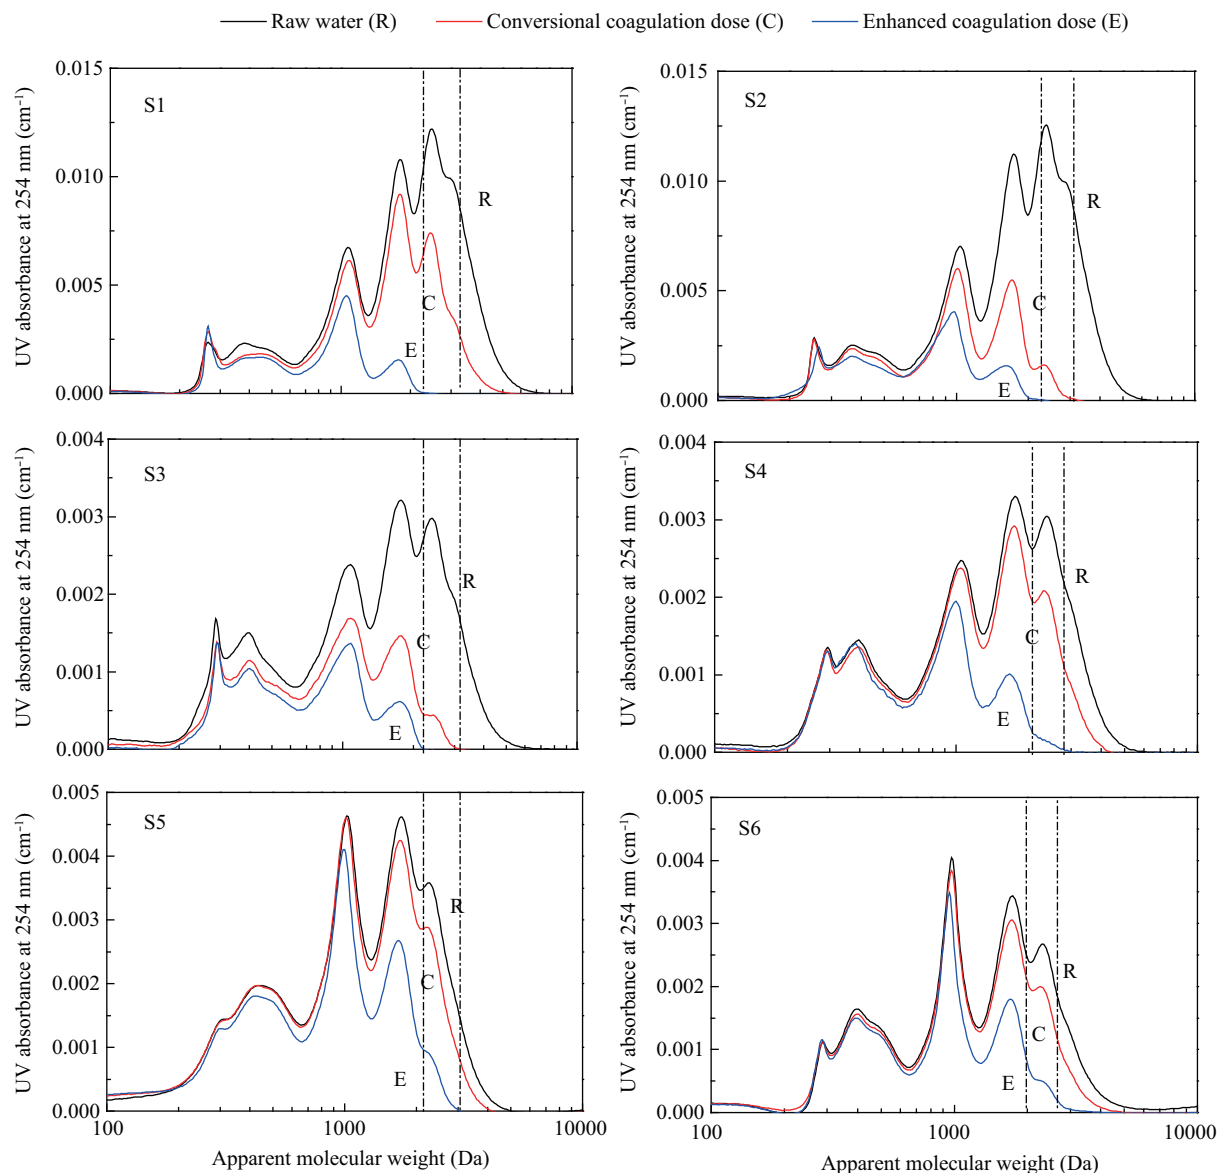 Raw water (R) Conversional coagulation dose (C) Enhanced coagulation dose (E)
UV absorbance at 254 nm (cm⁻¹)
0.015
0.010
0.005
0.000
S1
R
C
E
UV absorbance at 254 nm (cm⁻¹)
0.015
0.010
0.005
0.000
S2
R
C
E
UV absorbance at 254 nm (cm⁻¹)
0.004
0.003
0.002
0.001
0.000
S3
R
C
E
UV absorbance at 254 nm (cm⁻¹)
0.004
0.003
0.002
0.001
0.000
S4
R
C
E
UV absorbance at 254 nm (cm⁻¹)
0.005
0.004
0.003
0.002
0.001
0.000
S5
R
C
E
100 1000 10000
Apparent molecular weight (Da)
UV absorbance at 254 nm (cm⁻¹)
0.005
0.004
0.003
0.002
0.001
0.000
S6
R
C
E
100 1000 10000
Apparent molecular weight (Da)